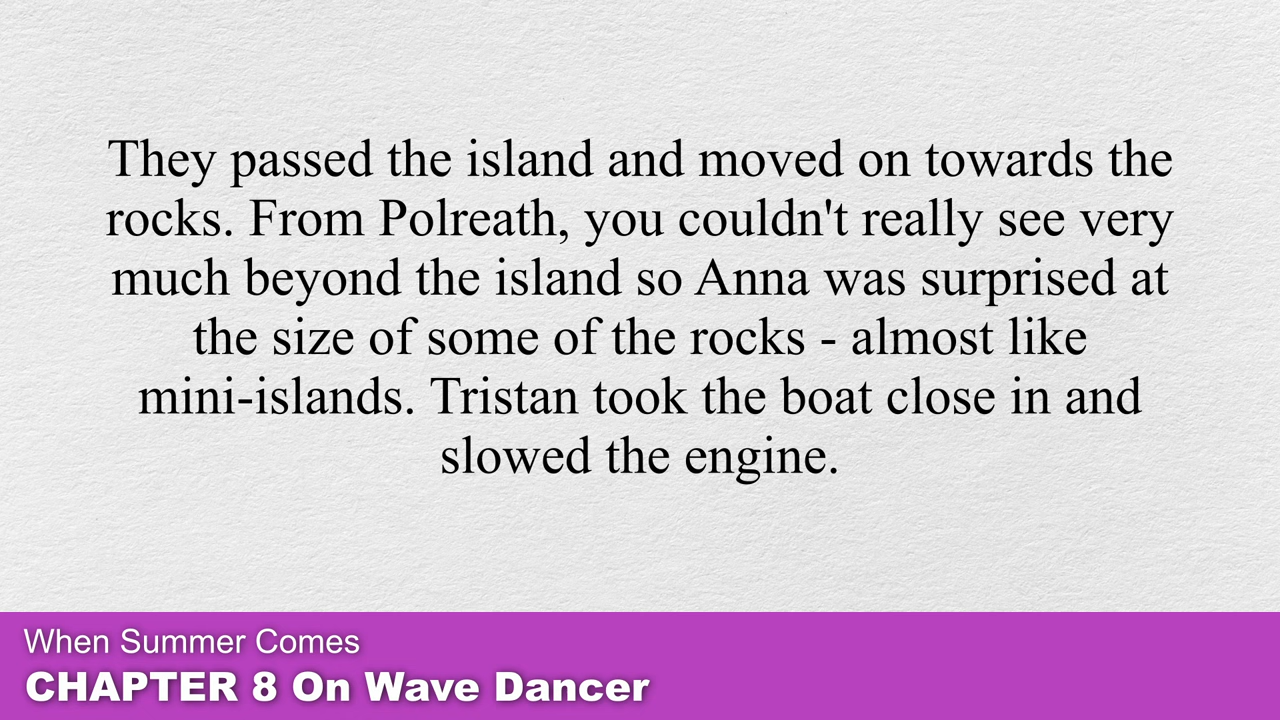 They passed the island and moved on towards the
rocks. From Polreath, you couldn't really see very
much beyond the island so Anna was surprised at
the size of some of the rocks - almost like
mini-islands. Tristan took the boat close in and
slowed the engine.
When Summer Comes
CHAPTER 8 On Wave Dancer